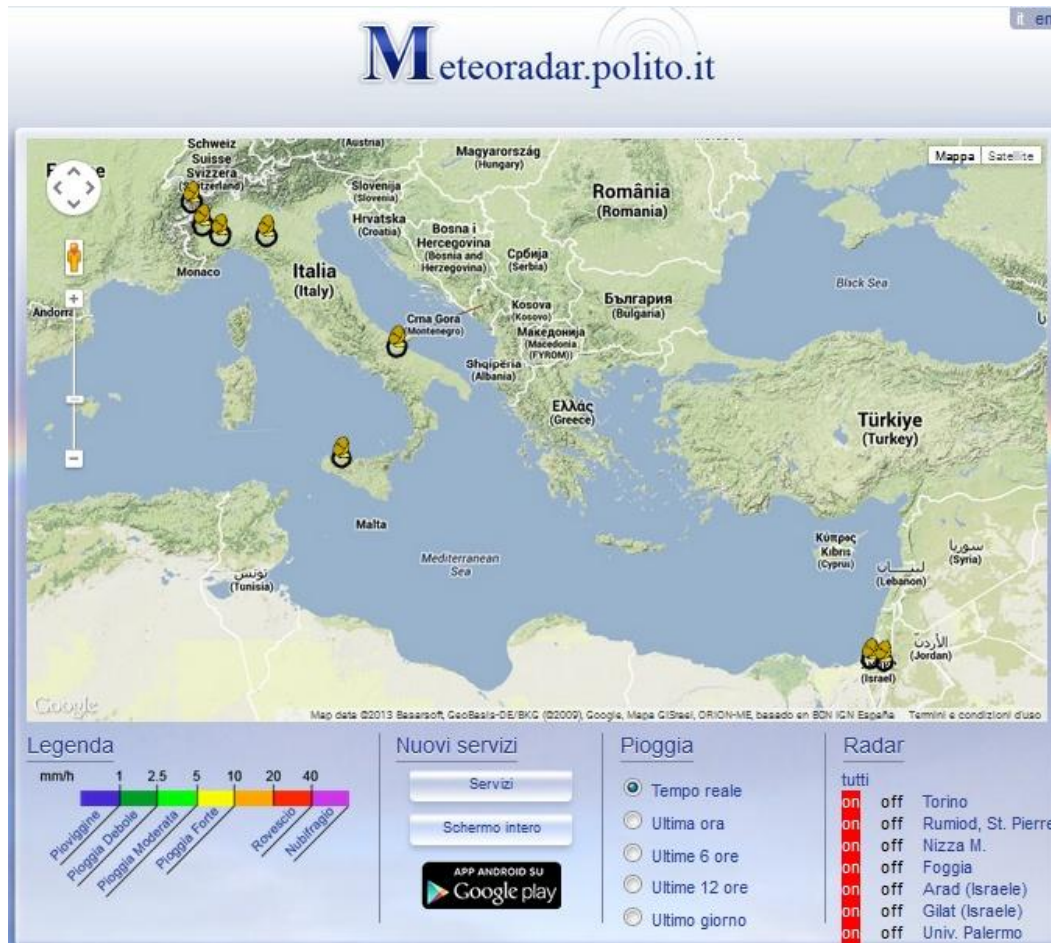 it en
Meteoradar.polito.it
Mappa Satellite
Schweiz
Suisse
Svizzera
(Switzerland)
(Austria)
Magyarország
(Hungary)
România
(Romania)
Slovenija
(Slovenia)
Hrvatska
(Croatia)
Bosna i
Hercegovina
(Bosnia and
Herzegovina)
Србија
(Serbia)
Monaco
Italia
(Italy)
Black Sea
Andorra
Crna Gora
(Montenegro)
Kosova
(Kosovo)
България
(Bulgaria)
Македонија
(Macedonia
(FYROM))
Shqipëria
(Albania)
Ελλάς
(Greece)
Türkiye
(Turkey)
Malta
Mediterranean
Sea
Κύπρος
Kıbrıs
(Cyprus)
سوريا
(Syria)
لبنـــان
(Lebanon)
تونس
(Tunisia)
الأردن
(Jordan)
(Israel)
Google
Map data ©2013 Basarsoft, GeoBasis-DE/BKG (©2009), Google, Mapa GISrael, ORION-ME, basado en BCN IGN España Termini e condizioni d'uso
Legenda
mm/h 1 2.5 5 10 20 40
Pioviggine
Pioggia Debole
Pioggia Moderata
Pioggia Forte
Rovescio
Nubifragio
Nuovi servizi
Servizi
Schermo intero
APP ANDROID SU
Google play
Pioggia
Tempo reale
Ultima ora
Ultime 6 ore
Ultime 12 ore
Ultimo giorno
Radar
tutti
on off Torino
on off Rumiod, St. Pierre
on off Nizza M.
on off Foggia
on off Arad (Israele)
on off Gilat (Israele)
on off Univ. Palermo